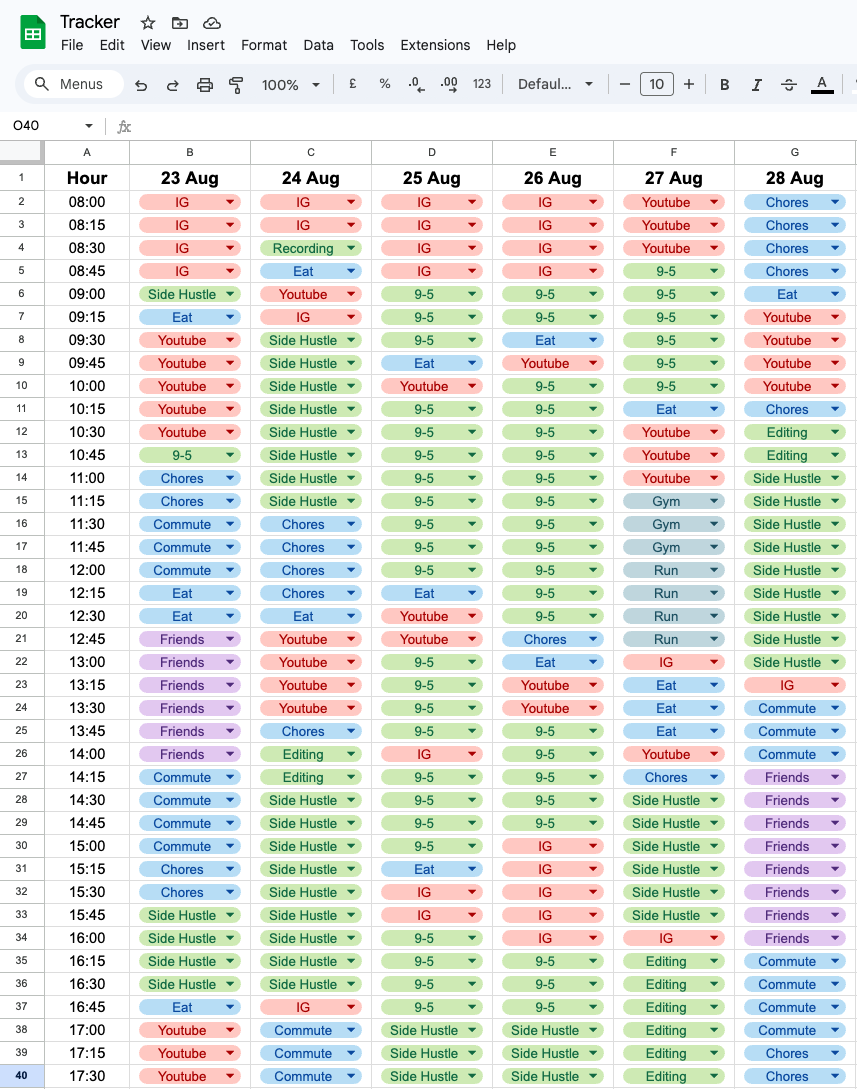 Tracker
File Edit View Insert Format Data Tools Extensions Help
Menus 100% £ % .0 .00 123 Defaul... − 10 + B I S A
O40 fx
A B C D E F G
1 Hour 23 Aug 24 Aug 25 Aug 26 Aug 27 Aug 28 Aug
2 08:00 IG IG IG IG Youtube Chores
3 08:15 IG IG IG IG Youtube Chores
4 08:30 IG Recording IG IG Youtube Chores
5 08:45 IG Eat IG IG 9-5 Chores
6 09:00 Side Hustle Youtube 9-5 9-5 9-5 Eat
7 09:15 Eat IG 9-5 9-5 9-5 Youtube
8 09:30 Youtube Side Hustle 9-5 Eat 9-5 Youtube
9 09:45 Youtube Side Hustle Eat Youtube 9-5 Youtube
10 10:00 Youtube Side Hustle Youtube 9-5 9-5 Youtube
11 10:15 Youtube Side Hustle 9-5 9-5 Eat Chores
12 10:30 Youtube Side Hustle 9-5 9-5 Youtube Editing
13 10:45 9-5 Side Hustle 9-5 9-5 Youtube Editing
14 11:00 Chores Side Hustle 9-5 9-5 Youtube Side Hustle
15 11:15 Chores Side Hustle 9-5 9-5 Gym Side Hustle
16 11:30 Commute Chores 9-5 9-5 Gym Side Hustle
17 11:45 Commute Chores 9-5 9-5 Gym Side Hustle
18 12:00 Commute Chores 9-5 9-5 Run Side Hustle
19 12:15 Eat Chores Eat 9-5 Run Side Hustle
20 12:30 Eat Eat Youtube 9-5 Run Side Hustle
21 12:45 Friends Youtube Youtube Chores Run Side Hustle
22 13:00 Friends Youtube 9-5 Eat IG Side Hustle
23 13:15 Friends Youtube 9-5 Youtube Eat IG
24 13:30 Friends Youtube 9-5 Youtube Eat Commute
25 13:45 Friends Chores 9-5 9-5 Eat Commute
26 14:00 Friends Editing IG 9-5 Youtube Commute
27 14:15 Commute Editing 9-5 9-5 Chores Friends
28 14:30 Commute Side Hustle 9-5 9-5 Side Hustle Friends
29 14:45 Commute Side Hustle 9-5 9-5 Side Hustle Friends
30 15:00 Commute Side Hustle 9-5 IG Side Hustle Friends
31 15:15 Chores Side Hustle Eat IG Side Hustle Friends
32 15:30 Chores Side Hustle IG IG Side Hustle Friends
33 15:45 Side Hustle Side Hustle IG IG Side Hustle Friends
34 16:00 Side Hustle Side Hustle 9-5 IG IG Friends
35 16:15 Side Hustle Side Hustle 9-5 9-5 Editing Commute
36 16:30 Side Hustle Side Hustle 9-5 9-5 Editing Commute
37 16:45 Eat IG 9-5 9-5 Editing Commute
38 17:00 Youtube Commute Side Hustle Side Hustle Editing Commute
39 17:15 Youtube Commute Side Hustle Side Hustle Editing Chores
40 17:30 Youtube Commute Side Hustle Side Hustle Editing Chores